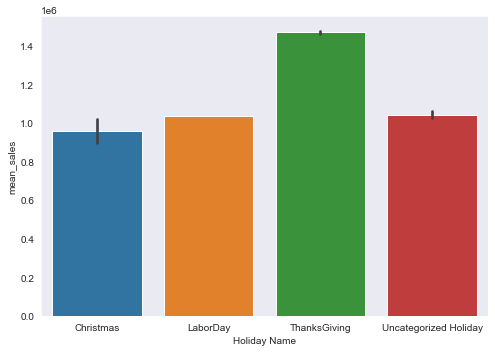 1e6
1.4
1.2
1.0
0.8
0.6
0.4
0.2
0.0
mean_sales
Christmas
LaborDay
ThanksGiving
Uncategorized Holiday
Holiday Name